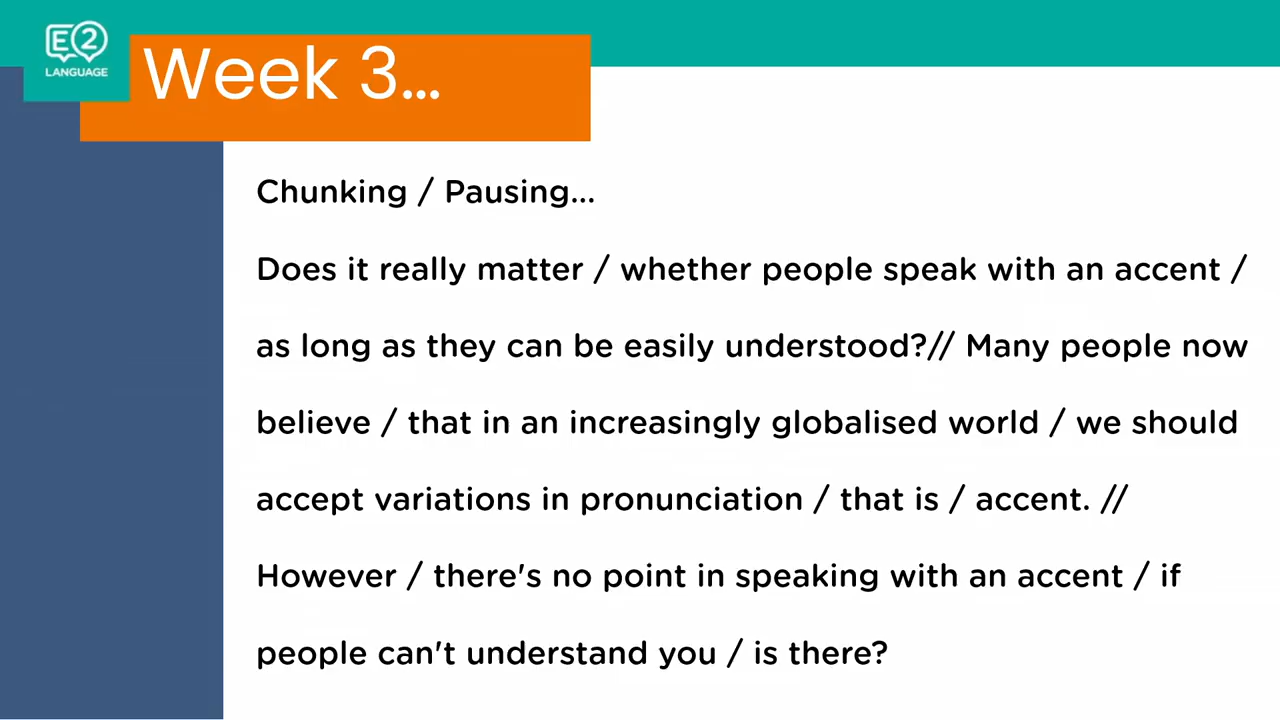 E2
LANGUAGE
Week 3...
Chunking / Pausing...
Does it really matter / whether people speak with an accent /
as long as they can be easily understood?// Many people now
believe / that in an increasingly globalised world / we should
accept variations in pronunciation / that is / accent. //
However / there's no point in speaking with an accent / if
people can't understand you / is there?